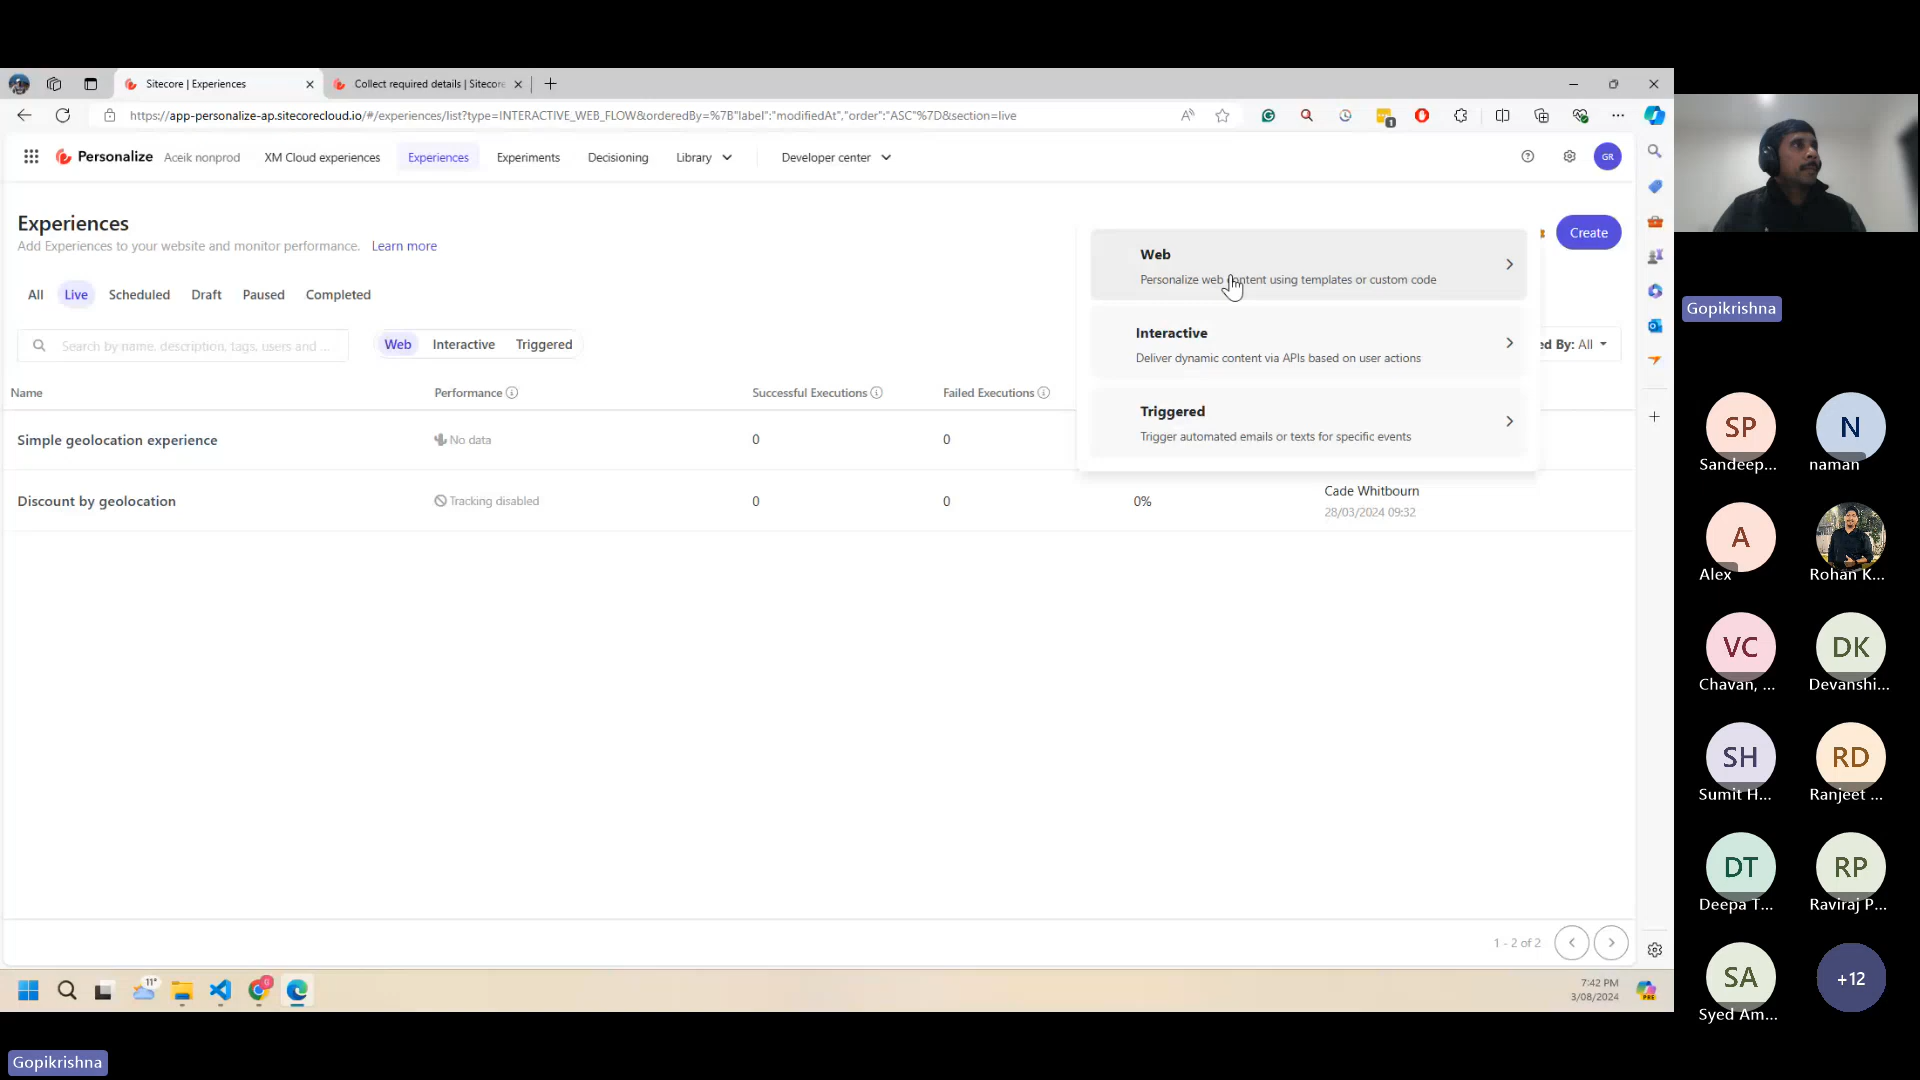 Sitecore | Experiences
Collect required details | Sitecore
https://app-personalize-ap.sitecorecloud.io/#/experiences/list?type=INTERACTIVE_WEB_FLOW&orderedBy=%7B"label":"modifiedAt","order":"ASC"%7D&section=live
1
Personalize
Aceik nonprod
XM Cloud experiences
Experiences
Experiments
Decisioning
Library
Developer center
GR
Experiences
Add Experiences to your website and monitor performance. Learn more
Create
All
Live
Scheduled
Draft
Paused
Completed
Search by name, description, tags, users and ...
Web
Interactive
Triggered
ed By: All
Web
Personalize web content using templates or custom code
Interactive
Deliver dynamic content via APIs based on user actions
Triggered
Trigger automated emails or texts for specific events
Name
Performance
Successful Executions
Failed Executions
Simple geolocation experience
No data
0
0
Discount by geolocation
Tracking disabled
0
0
0%
Cade Whitbourn
28/03/2024 09:32
1 - 2 of 2
11°
0
7:42 PM
3/08/2024
PRE
Gopikrishna
Gopikrishna
SP
Sandeep...
N
naman
A
Alex
Rohan K...
VC
Chavan, ...
DK
Devanshi...
SH
Sumit H...
RD
Ranjeet ...
DT
Deepa T...
RP
Raviraj P...
SA
Syed Am...
+12